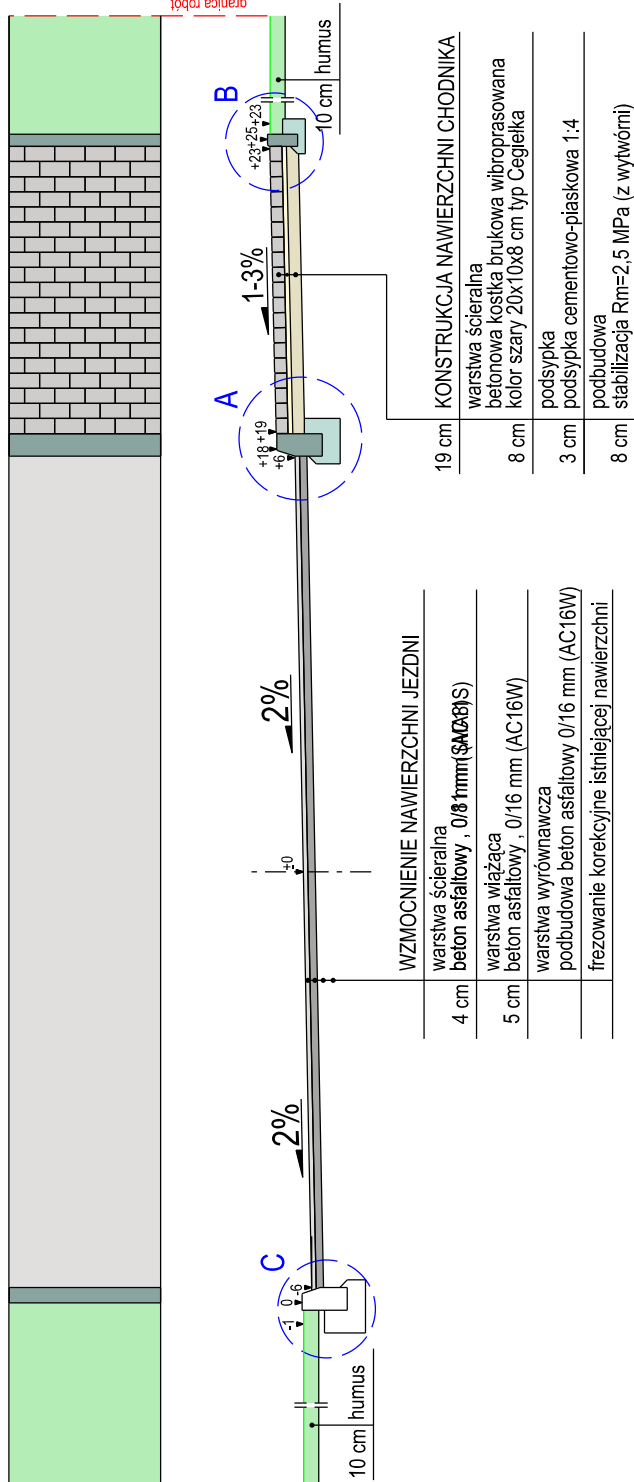 granica robót
B
+23
+25
+23
10 cm humus
1-3%
A
+19
+18
+6
2%
±0
2%
C
-6
0
-1
10 cm humus
19 cm KONSTRUKCJA NAWIERZCHNI CHODNIKA
warstwa ścieralna
betonowa kostka brukowa wibroprasowana
8 cm kolor szary 20x10x8 cm typ Cegiełka
podsypka
3 cm podsypka cementowo-piaskowa 1:4
podbudowa
8 cm stabilizacja Rm=2,5 MPa (z wytwórni)
WZMOCNIENIE NAWIERZCHNI JEZDNI
warstwa ścieralna
4 cm beton asfaltowy ,
warstwa wiążąca
5 cm beton asfaltowy , 0/16 mm (AC16W)
warstwa wyrównawcza
podbudowa beton asfaltowy 0/16 mm (AC16W)
frezowanie korekcyjne istniejącej nawierzchni